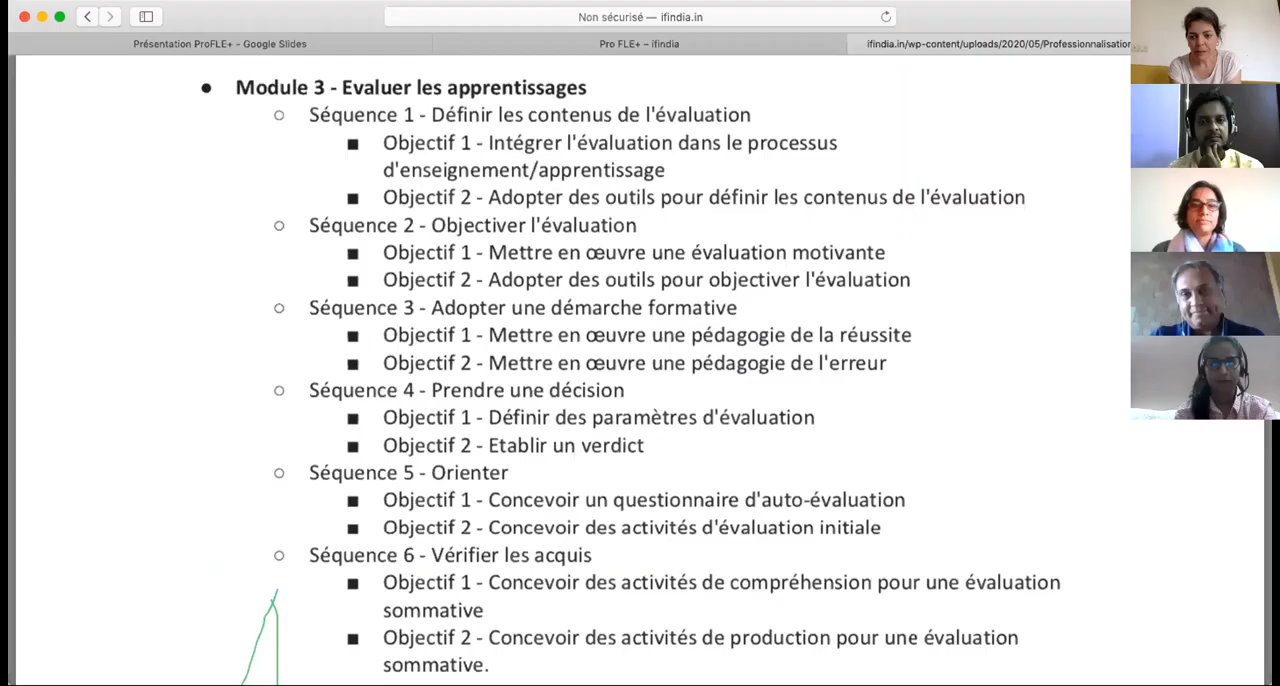 Non sécurisé — ifindia.in
Présentation ProFLE+ - Google Slides
Pro FLE+ – ifindia
ifindia.in/wp-content/uploads/2020/05/Professionnalisation
● Module 3 - Evaluer les apprentissages
○ Séquence 1 - Définir les contenus de l'évaluation
■ Objectif 1 - Intégrer l'évaluation dans le processus
d'enseignement/apprentissage
■ Objectif 2 - Adopter des outils pour définir les contenus de l'évaluation
○ Séquence 2 - Objectiver l'évaluation
■ Objectif 1 - Mettre en œuvre une évaluation motivante
■ Objectif 2 - Adopter des outils pour objectiver l'évaluation
○ Séquence 3 - Adopter une démarche formative
■ Objectif 1 - Mettre en œuvre une pédagogie de la réussite
■ Objectif 2 - Mettre en œuvre une pédagogie de l'erreur
○ Séquence 4 - Prendre une décision
■ Objectif 1 - Définir des paramètres d'évaluation
■ Objectif 2 - Etablir un verdict
○ Séquence 5 - Orienter
■ Objectif 1 - Concevoir un questionnaire d'auto-évaluation
■ Objectif 2 - Concevoir des activités d'évaluation initiale
○ Séquence 6 - Vérifier les acquis
■ Objectif 1 - Concevoir des activités de compréhension pour une évaluation
sommative
■ Objectif 2 - Concevoir des activités de production pour une évaluation
sommative.